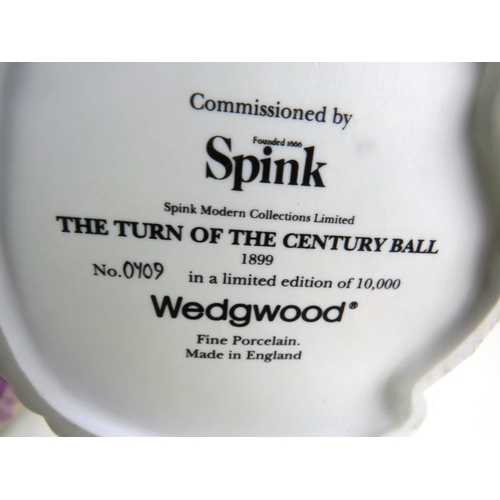 Commissioned by
Founded 1666
Spink
Spink Modern Collections Limited
THE TURN OF THE CENTURY BALL
1899
No.0409 in a limited edition of 10,000
Wedgwood®
Fine Porcelain.
Made in England